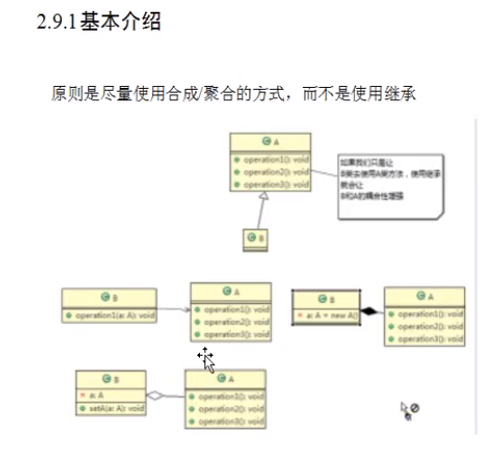 2.9.1基本介绍
原则是尽量使用合成/聚合的方式，而不是使用继承
C A
operation1(): void
operation2(): void
operation3(): void
如果我们只是让
B类去使用A类方法，使用继承
就会让
B和A的耦合性增强
C B
C B
operation1(a: A): void
C A
operation1(): void
operation2(): void
operation3(): void
C B
a: A = new A()
C A
operation1(): void
operation2(): void
operation3(): void
C B
a: A
setA(a: A): void
C A
operation1(): void
operation2(): void
operation3(): void